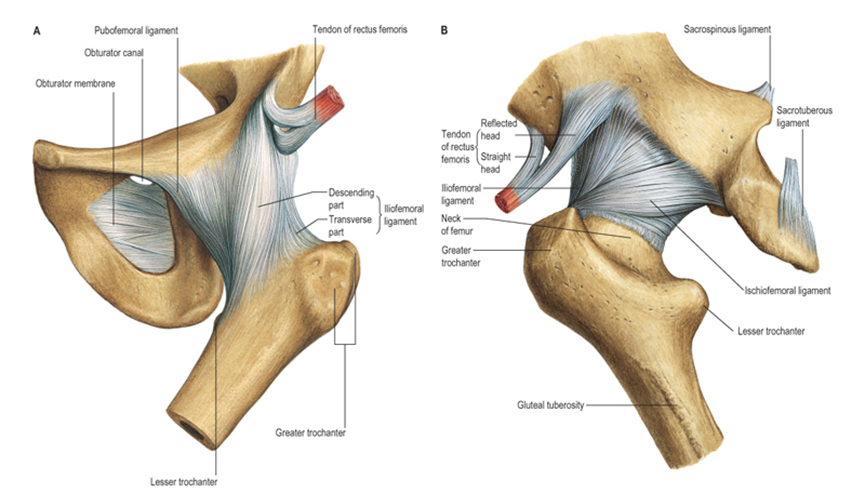 A
Pubofemoral ligament
Tendon of rectus femoris
Obturator canal
Obturator membrane
Descending
part
Transverse
part
Iliofemoral
ligament
Greater trochanter
Lesser trochanter
B
Sacrospinous ligament
Sacrotuberous
ligament
Tendon
of rectus
femoris
Reflected
head
Straight
head
Iliofemoral
ligament
Neck
of femur
Greater
trochanter
Ischiofemoral ligament
Lesser trochanter
Gluteal tuberosity